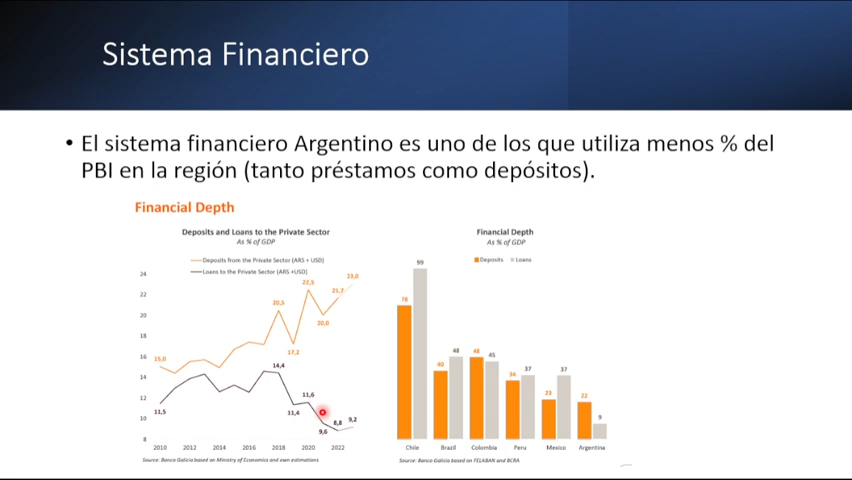 Sistema Financiero
• El sistema financiero Argentino es uno de los que utiliza menos % del
PBI en la región (tanto préstamos como depósitos).
Financial Depth
Deposits and Loans to the Private Sector
As % of GDP
Deposits from the Private Sector (ARS + USD)
Loans to the Private Sector (ARS +USD)
24
22
20
18
16
14
12
10
8
15,0
20,5
17,2
22,5
20,0
21,7
23,0
11,5
14,4
11,4
11,6
9,6
8,8
9,2
2010 2012 2014 2016 2018 2020 2022
Source: Banco Galicia based on Ministry of Economics and own estimations
Financial Depth
As % of GDP
Deposits Loans
78 99
40 48
48 45
34 37
23 37
22 9
Chile Brazil Colombia Peru Mexico Argentina
Source: Banco Galicia based on FELABAN and BCRA